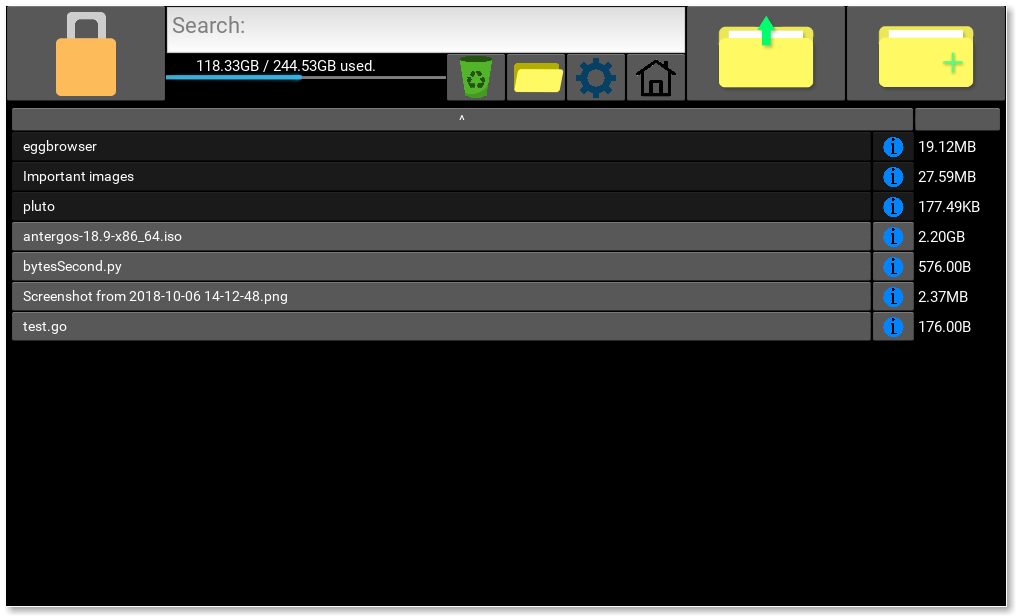 Search:
118.33GB / 244.53GB used.
^
eggbrowser 19.12MB
Important images 27.59MB
pluto 177.49KB
antergos-18.9-x86_64.iso 2.20GB
bytesSecond.py 576.00B
Screenshot from 2018-10-06 14-12-48.png 2.37MB
test.go 176.00B